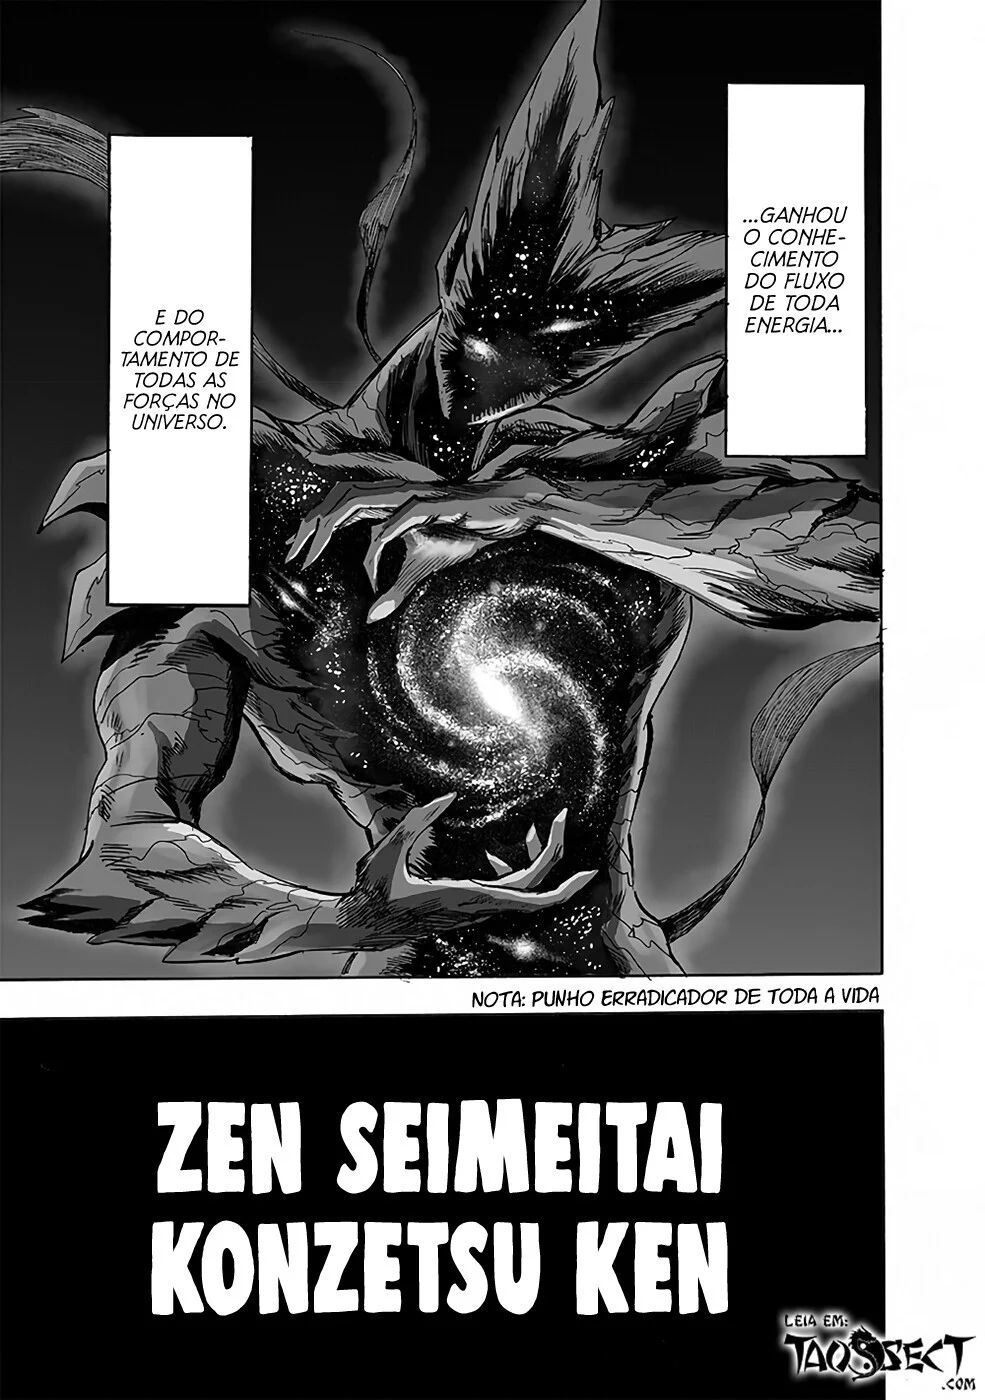 ...GANHOU
O CONHE-
CIMENTO
DO FLUXO
DE TODA
ENERGIA...
E DO
COMPOR-
TAMENTO DE
TODAS AS
FORÇAS NO
UNIVERSO.
NOTA: PUNHO ERRADICADOR DE TODA A VIDA
ZEN SEIMEITAI
KONZETSU KEN
LEIA EM:
TAOSSECT
.COM